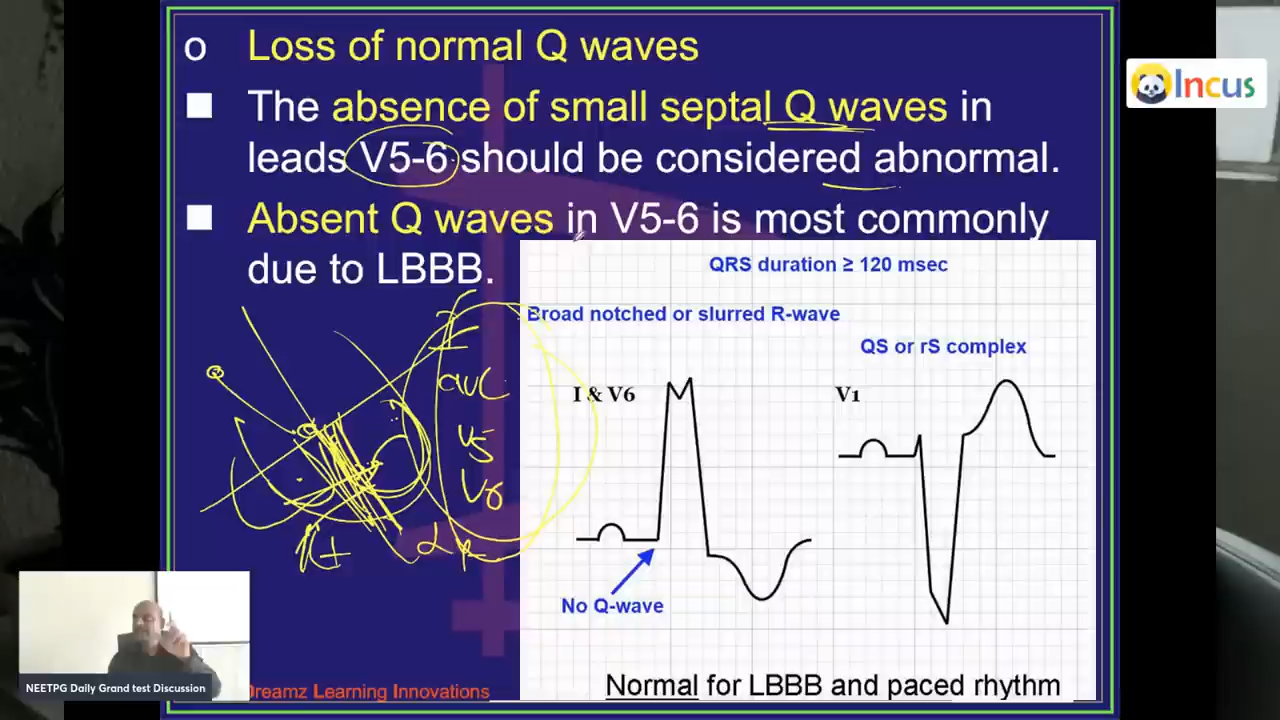 o Loss of normal Q waves
■ The absence of small septal Q waves in
leads V5-6 should be considered abnormal.
■ Absent Q waves in V5-6 is most commonly
due to LBBB.
Incus
QRS duration ≥ 120 msec
Broad notched or slurred R-wave
QS or rS complex
I & V6
V1
No Q-wave
Normal for LBBB and paced rhythm
I
avL
V5
V6
Rt
NEETPG Daily Grand test Discussion
Dreamz Learning Innovations